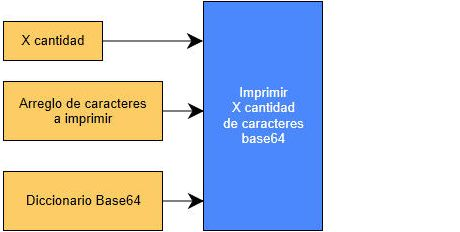 X cantidad
Arreglo de caracteres
a imprimir
Diccionario Base64
Imprimir
X cantidad
de caracteres
base64